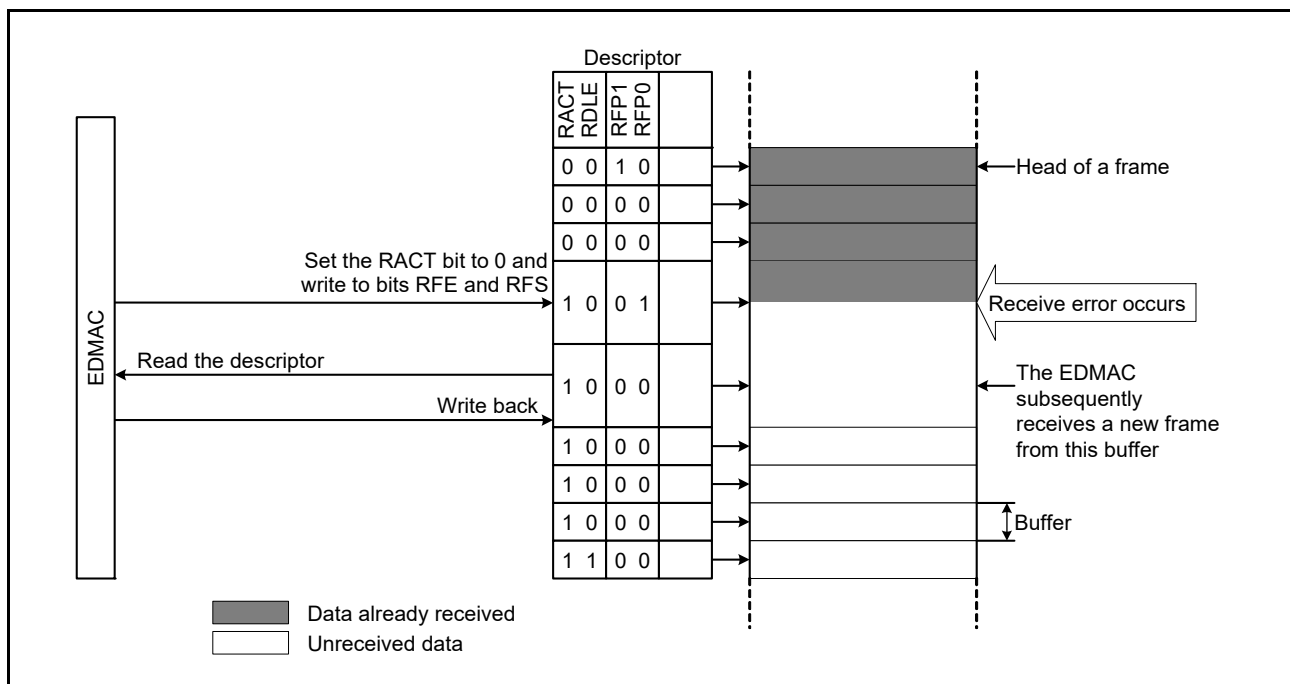 Descriptor
RACT
RDLE
RFP1
RFP0
0 0 1 0
Head of a frame
0 0 0 0
0 0 0 0
Set the RACT bit to 0 and
write to bits RFE and RFS
1 0 0 1
Receive error occurs
EDMAC
Read the descriptor
1 0 0 0
Write back
The EDMAC
subsequently
receives a new frame
from this buffer
1 0 0 0
1 0 0 0
1 0 0 0
Buffer
1 1 0 0
Data already received
Unreceived data